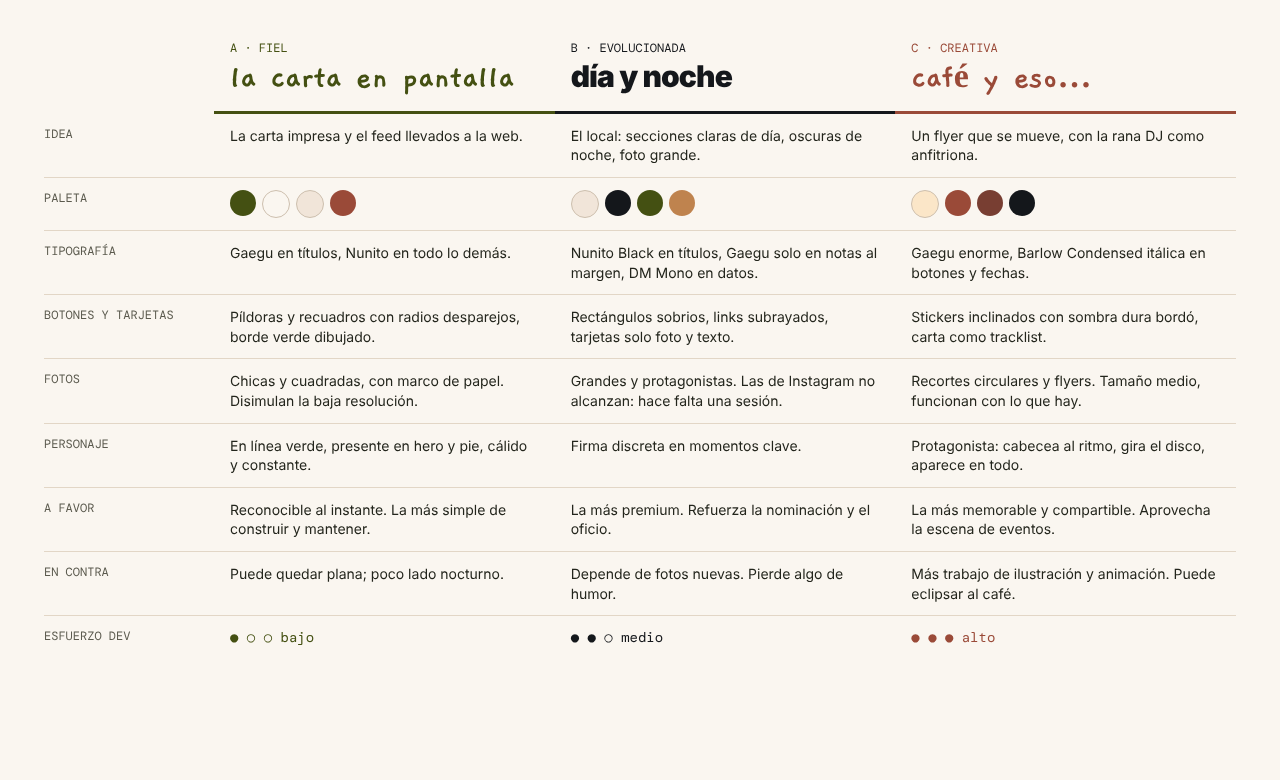 A · FIEL
la carta en pantalla
B · EVOLUCIONADA
día y noche
C · CREATIVA
café y eso...
IDEA
La carta impresa y el feed llevados a la web.
El local: secciones claras de día, oscuras de
noche, foto grande.
Un flyer que se mueve, con la rana DJ como
anfitriona.
PALETA
TIPOGRAFÍA
Gaegu en títulos, Nunito en todo lo demás.
Nunito Black en títulos, Gaegu solo en notas al
margen, DM Mono en datos.
Gaegu enorme, Barlow Condensed itálica en
botones y fechas.
BOTONES Y TARJETAS
Píldoras y recuadros con radios desparejos,
borde verde dibujado.
Rectángulos sobrios, links subrayados,
tarjetas solo foto y texto.
Stickers inclinados con sombra dura bordó,
carta como tracklist.
FOTOS
Chicas y cuadradas, con marco de papel.
Disimulan la baja resolución.
Grandes y protagonistas. Las de Instagram no
alcanzan: hace falta una sesión.
Recortes circulares y flyers. Tamaño medio,
funcionan con lo que hay.
PERSONAJE
En línea verde, presente en hero y pie, cálido
y constante.
Firma discreta en momentos clave.
Protagonista: cabecea al ritmo, gira el disco,
aparece en todo.
A FAVOR
Reconocible al instante. La más simple de
construir y mantener.
La más premium. Refuerza la nominación y el
oficio.
La más memorable y compartible. Aprovecha
la escena de eventos.
EN CONTRA
Puede quedar plana; poco lado nocturno.
Depende de fotos nuevas. Pierde algo de
humor.
Más trabajo de ilustración y animación. Puede
eclipsar al café.
ESFUERZO DEV
● ○ ○ bajo
● ● ○ medio
● ● ● alto